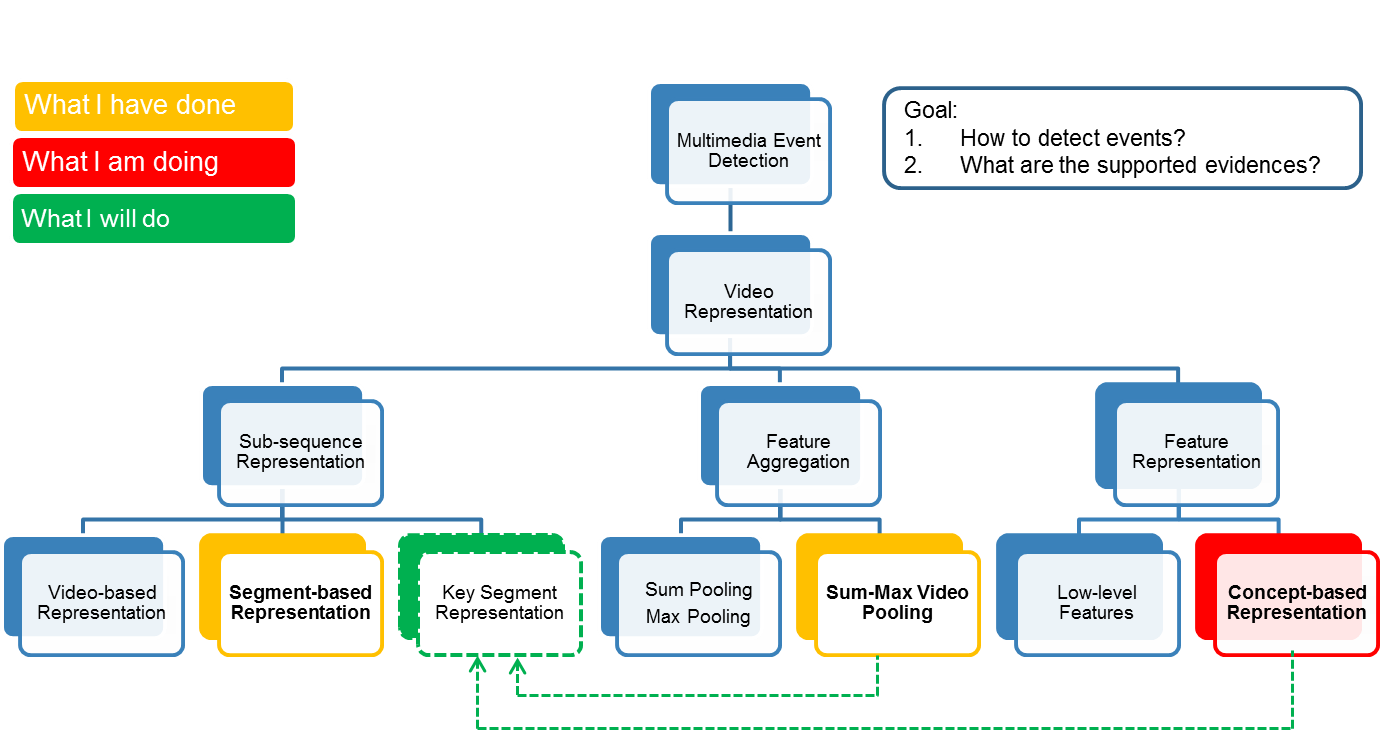 What I have done
What I am doing
What I will do
Multimedia Event
Detection
Goal:
1. How to detect events?
2. What are the supported evidences?
Video
Representation
Sub-sequence
Representation
Feature
Aggregation
Feature
Representation
Video-based
Representation
Segment-based
Representation
Key Segment
Representation
Sum Pooling
Max Pooling
Sum-Max Video
Pooling
Low-level
Features
Concept-based
Representation